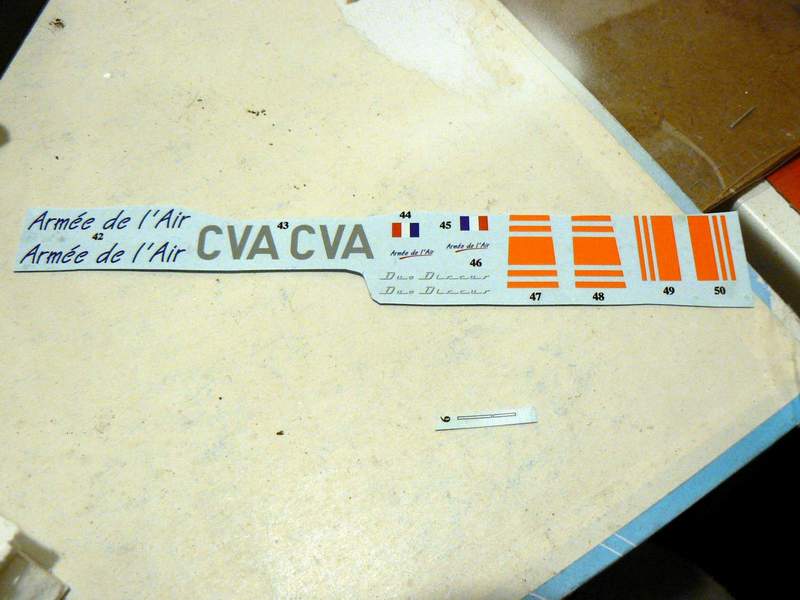 Armée de l'Air
42
Armée de l'Air
CVA CVA
43
44
45
Armée de l'Air
Armée de l'Air
46
Duo Discus
Duo Discus
47
48
49
50
6